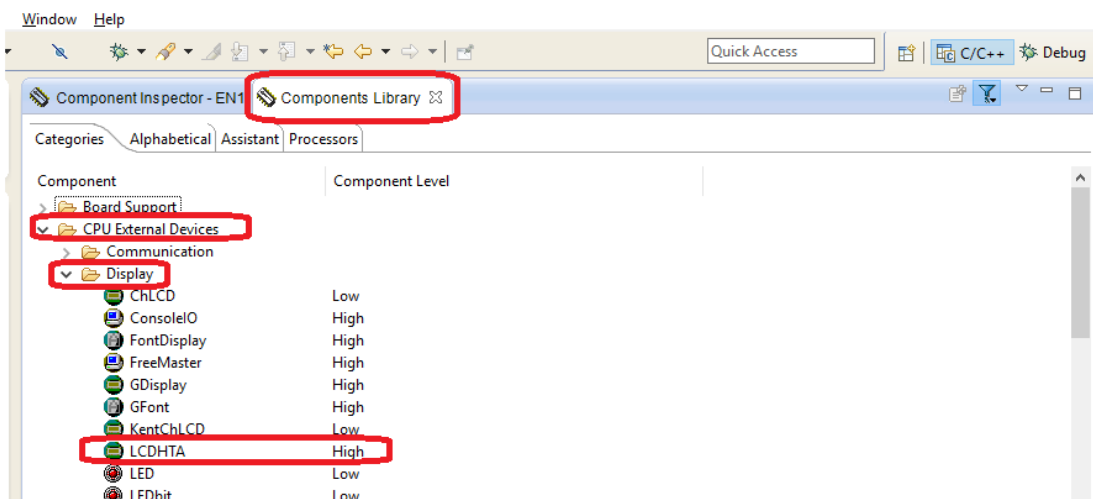 Window Help
Quick Access C/C++ Debug
Component Inspector - EN1 Components Library
Categories Alphabetical Assistant Processors
Component Component Level
Board Support
CPU External Devices
Communication
Display
ChLCD Low
ConsoleIO High
FontDisplay High
FreeMaster High
GDisplay High
GFont High
KentChLCD Low
LCDHTA High
LED Low
LEDbit Low